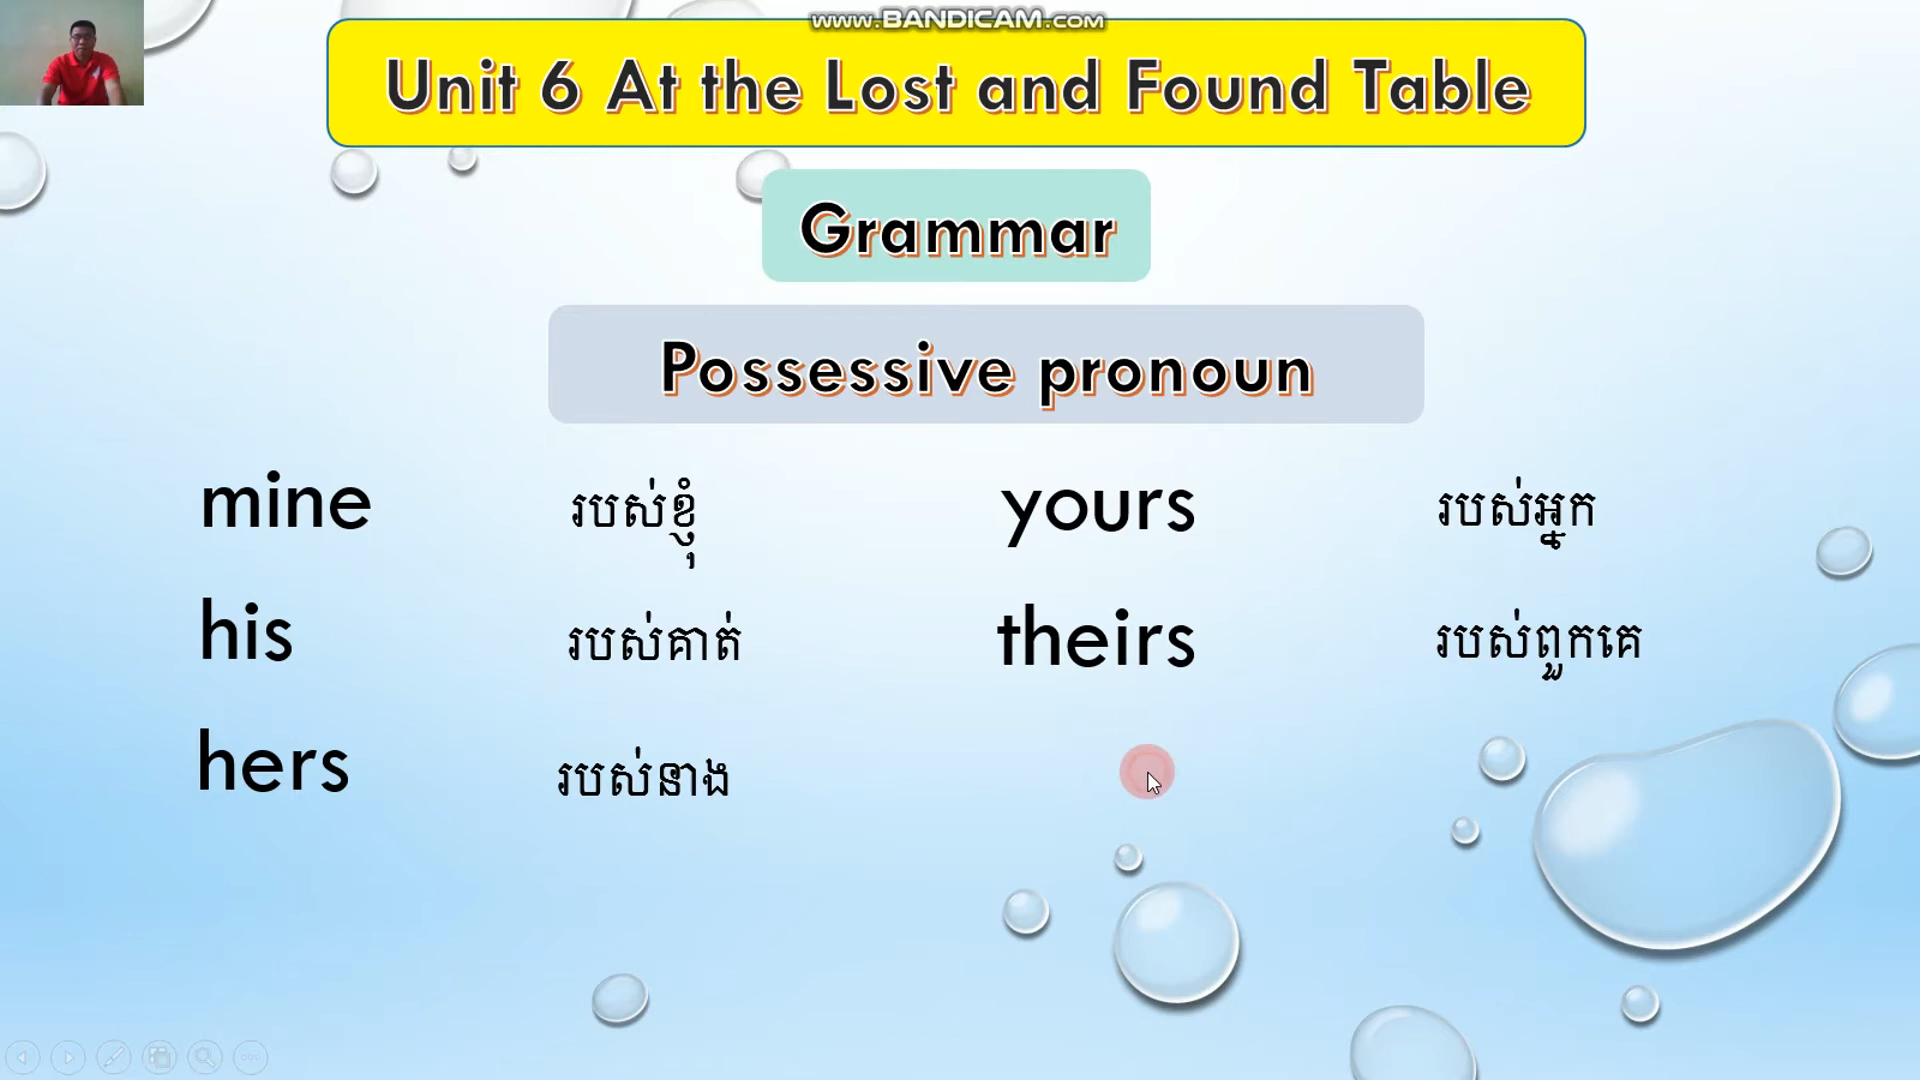 www.BANDICAM.com
Unit 6 At the Lost and Found Table
Grammar
Possessive pronoun
mine របស់ខ្ញុំ yours របស់អ្នក
his របស់គាត់ theirs របស់ពួកគេ
hers របស់នាង